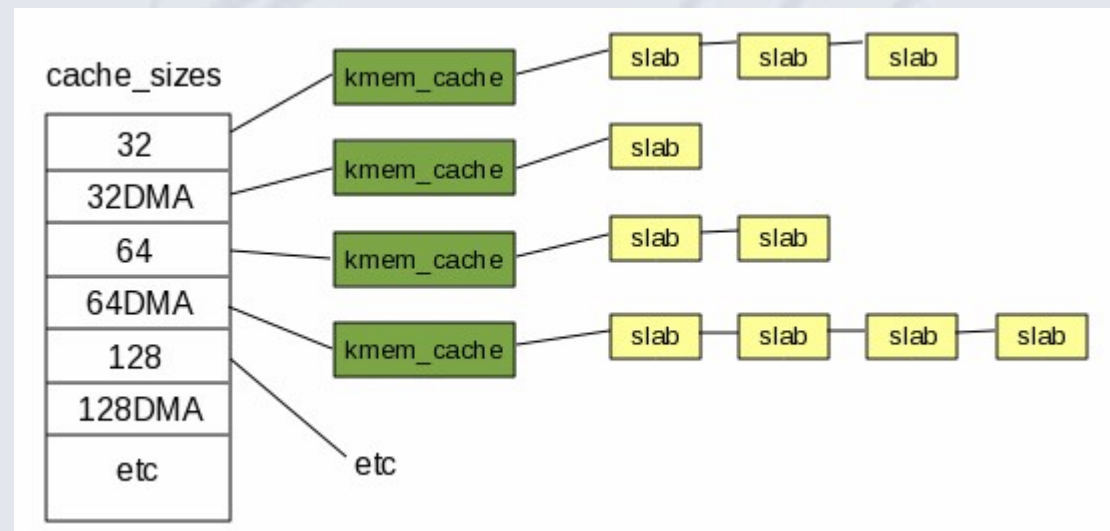 cache_sizes
32
32DMA
64
64DMA
128
128DMA
etc
kmem_cache
slab slab slab
kmem_cache
slab
kmem_cache
slab slab
kmem_cache
slab slab slab slab
etc